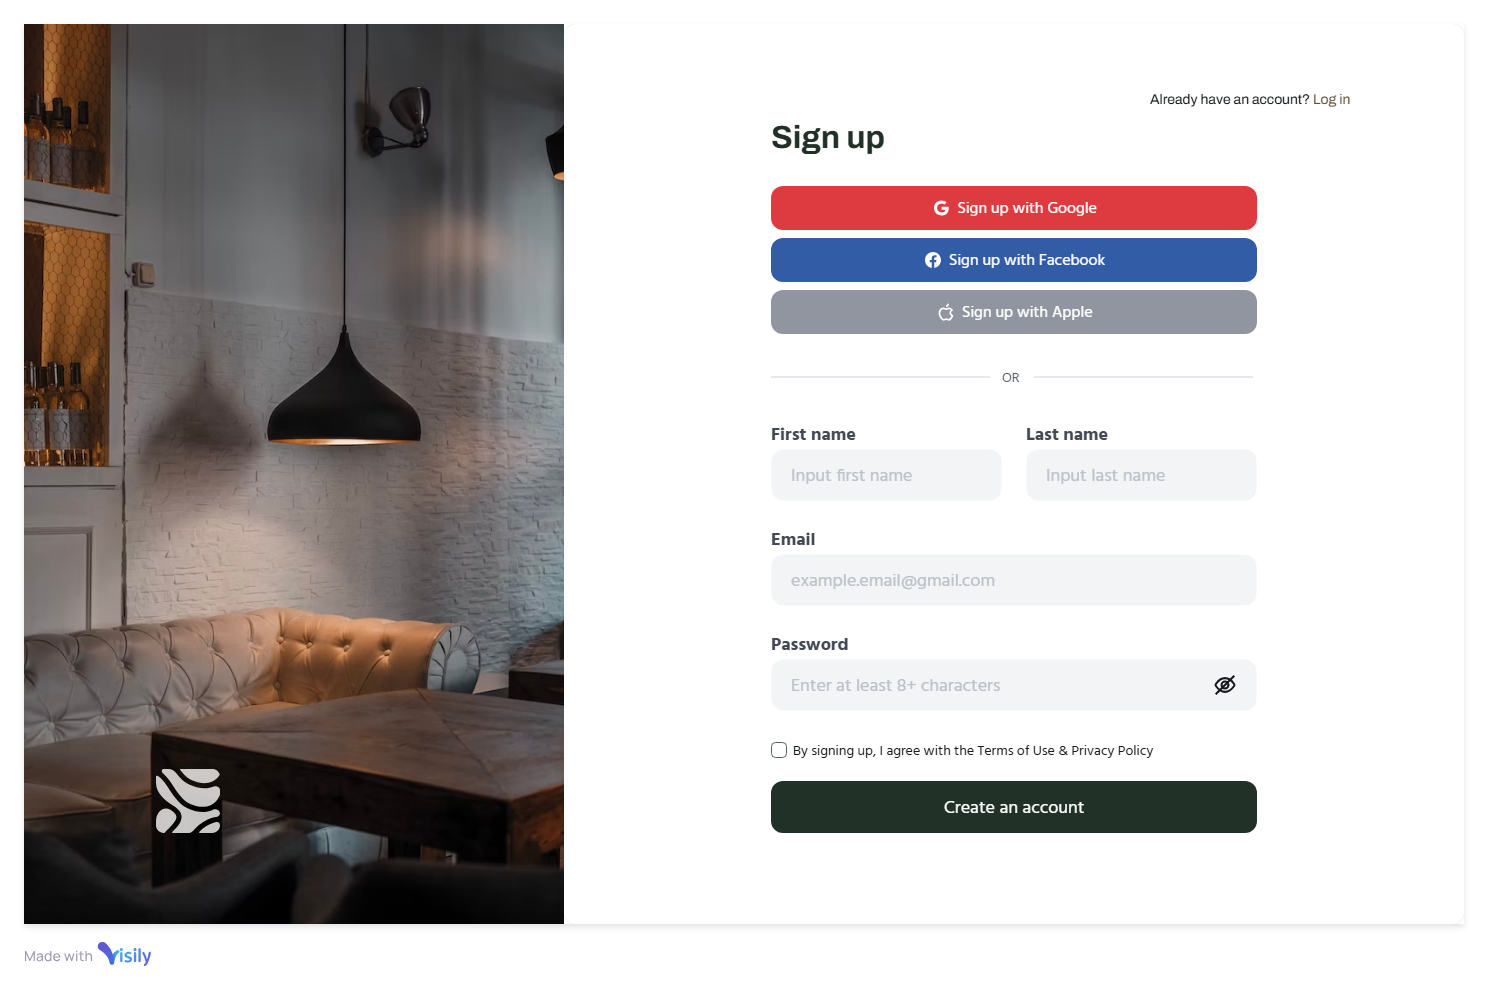 Already have an account? Log in
Sign up
Sign up with Google
Sign up with Facebook
Sign up with Apple
OR
First name
Last name
Input first name
Input last name
Email
example.email@gmail.com
Password
Enter at least 8+ characters
By signing up, I agree with the Terms of Use & Privacy Policy
Create an account
Made with Visily